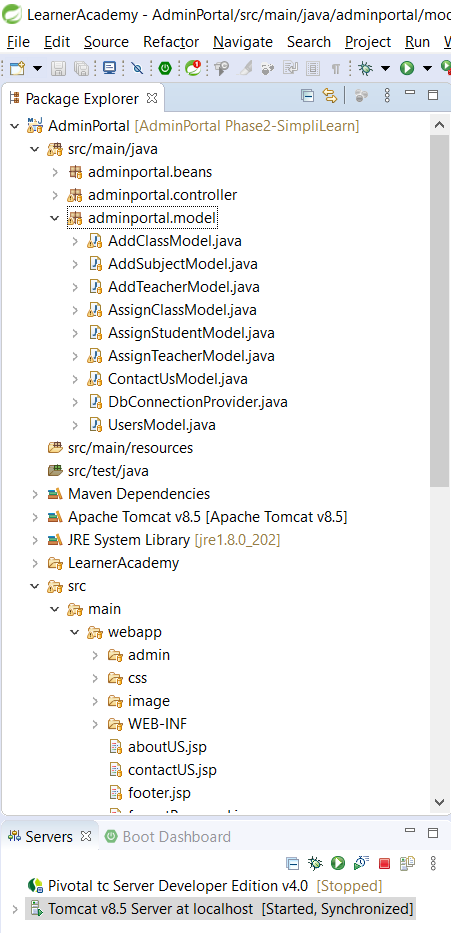 LearnerAcademy - AdminPortal/src/main/java/adminportal/mod
File Edit Source Refactor Navigate Search Project Run
Package Explorer
AdminPortal [AdminPortal Phase2-SimpliLearn]
src/main/java
adminportal.beans
adminportal.controller
adminportal.model
AddClassModel.java
AddSubjectModel.java
AddTeacherModel.java
AssignClassModel.java
AssignStudentModel.java
AssignTeacherModel.java
ContactUsModel.java
DbConnectionProvider.java
UsersModel.java
src/main/resources
src/test/java
Maven Dependencies
Apache Tomcat v8.5 [Apache Tomcat v8.5]
JRE System Library [jre1.8.0_202]
LearnerAcademy
src
main
webapp
admin
css
image
WEB-INF
aboutUS.jsp
contactUS.jsp
footer.jsp
Servers Boot Dashboard
Pivotal tc Server Developer Edition v4.0 [Stopped]
Tomcat v8.5 Server at localhost [Started, Synchronized]